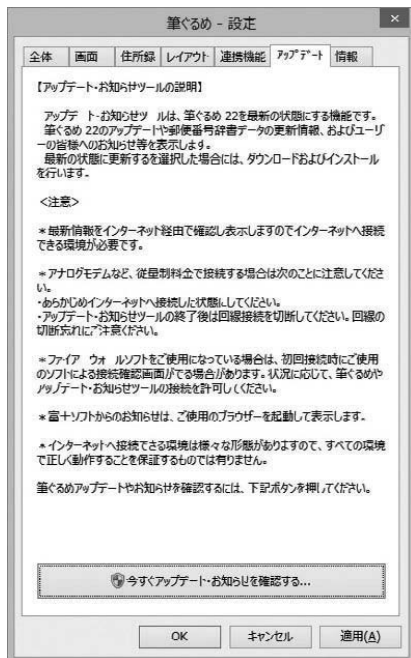 筆ぐるめ - 設定
全体 画面 住所録 レイアウト 連携機能 アップデート 情報
【アップデート・お知らせツールの説明】
アップデ ト・お知らせツ ルは、筆ぐるめ 22を最新の状態にする機能です。
筆ぐるめ 22のアップデートや郵便番号辞書データの更新情報、およびユーザ
ーの皆様へのお知らせ等を表示します。
最新の状態に更新するを選択した場合には、ダウンロードおよびインストール
を行います。
<注意>
*最新情報をインターネット経由で確認し表示しますのでインターネットへ接続
できる環境が必要です。
*アナログモデムなど、従量制料金で接続する場合は次のことに注意してくださ
い。
・あらかじめインターネットへ接続した状態にしてください。
・アップデート・お知らせツールの終了後は回線接続を切断してください。回線の
切断忘れにご注意ください。
*ファイア ウォ ルソフトをご使用になっている場合は、初回接続時にご使用
のソフトによる接続確認画面がでる場合があります。状況に応じて、筆ぐるめや
アップデート・お知らせツールの接続を許可してください。
*富士ソフトからのお知らせは、ご使用のブラウザーを起動して表示します。
*インターネットへ接続できる環境は様々な形態がありますので、すべての環境
で正しく動作することを保証するものでは有りません。
筆ぐるめアップデートやお知らせを確認するには、下記ボタンを押してください。
今すぐアップデート・お知らせを確認する...
OK キャンセル 適用(A)